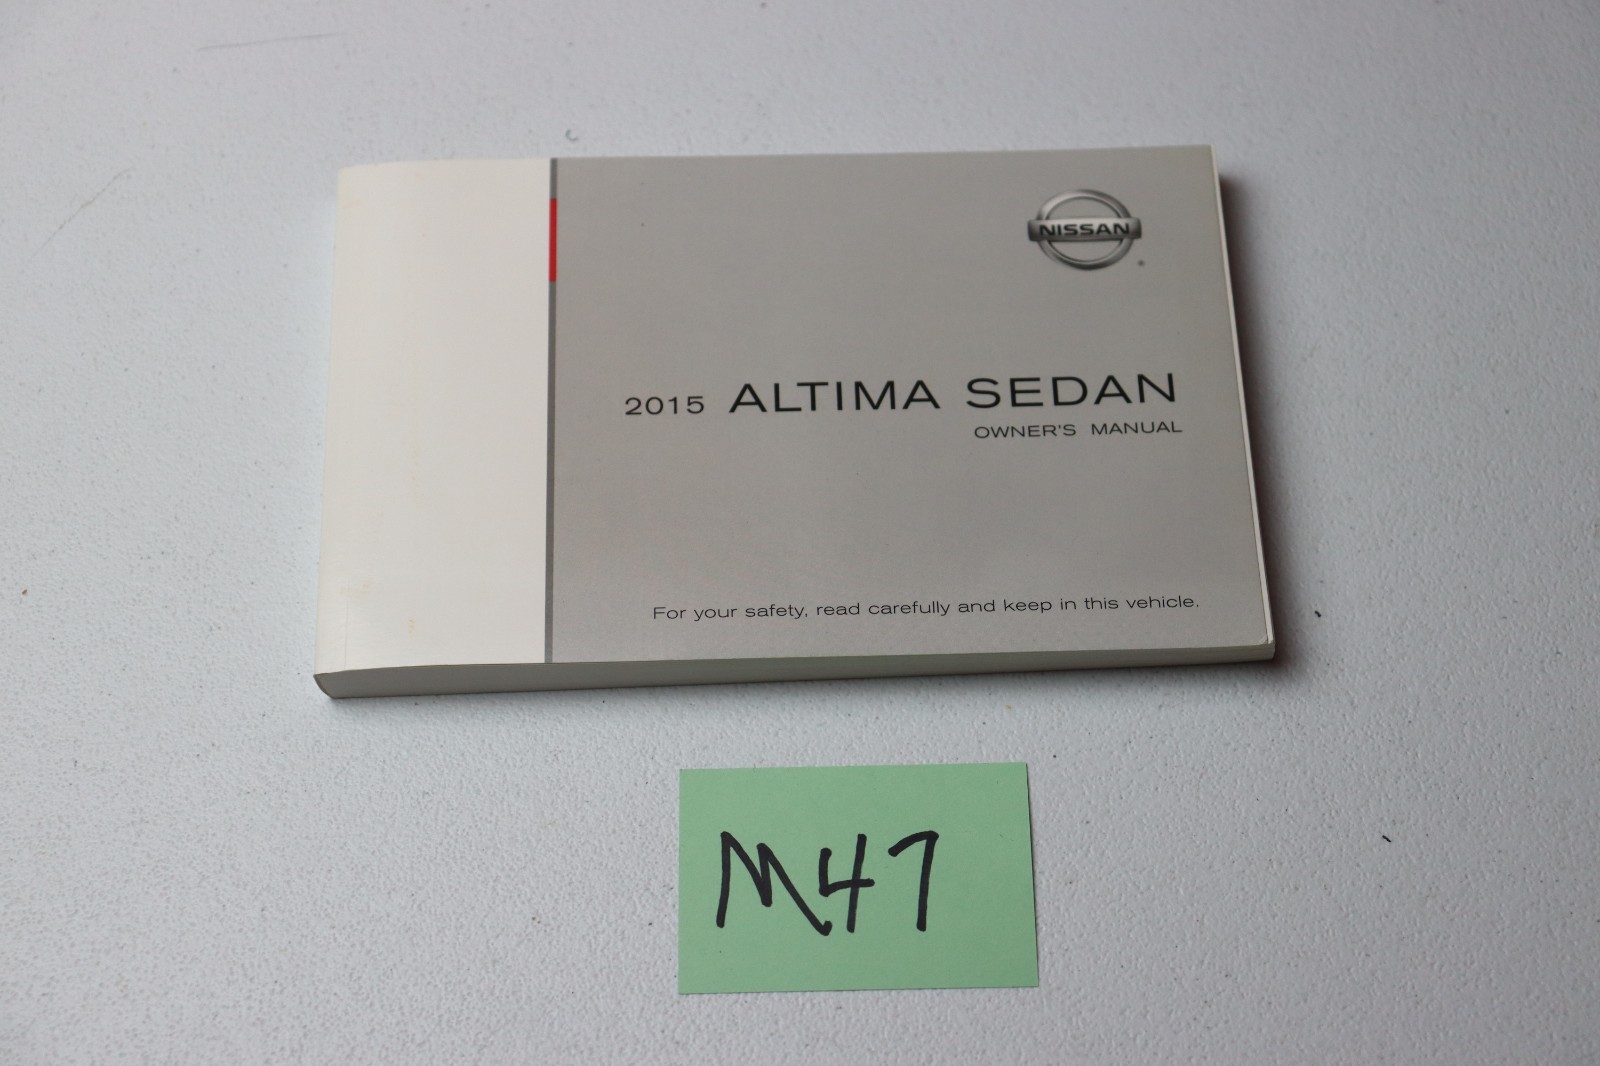 NISSAN
2015 ALTIMA SEDAN
OWNER'S MANUAL
For your safety, read carefully and keep in this vehicle.
M47